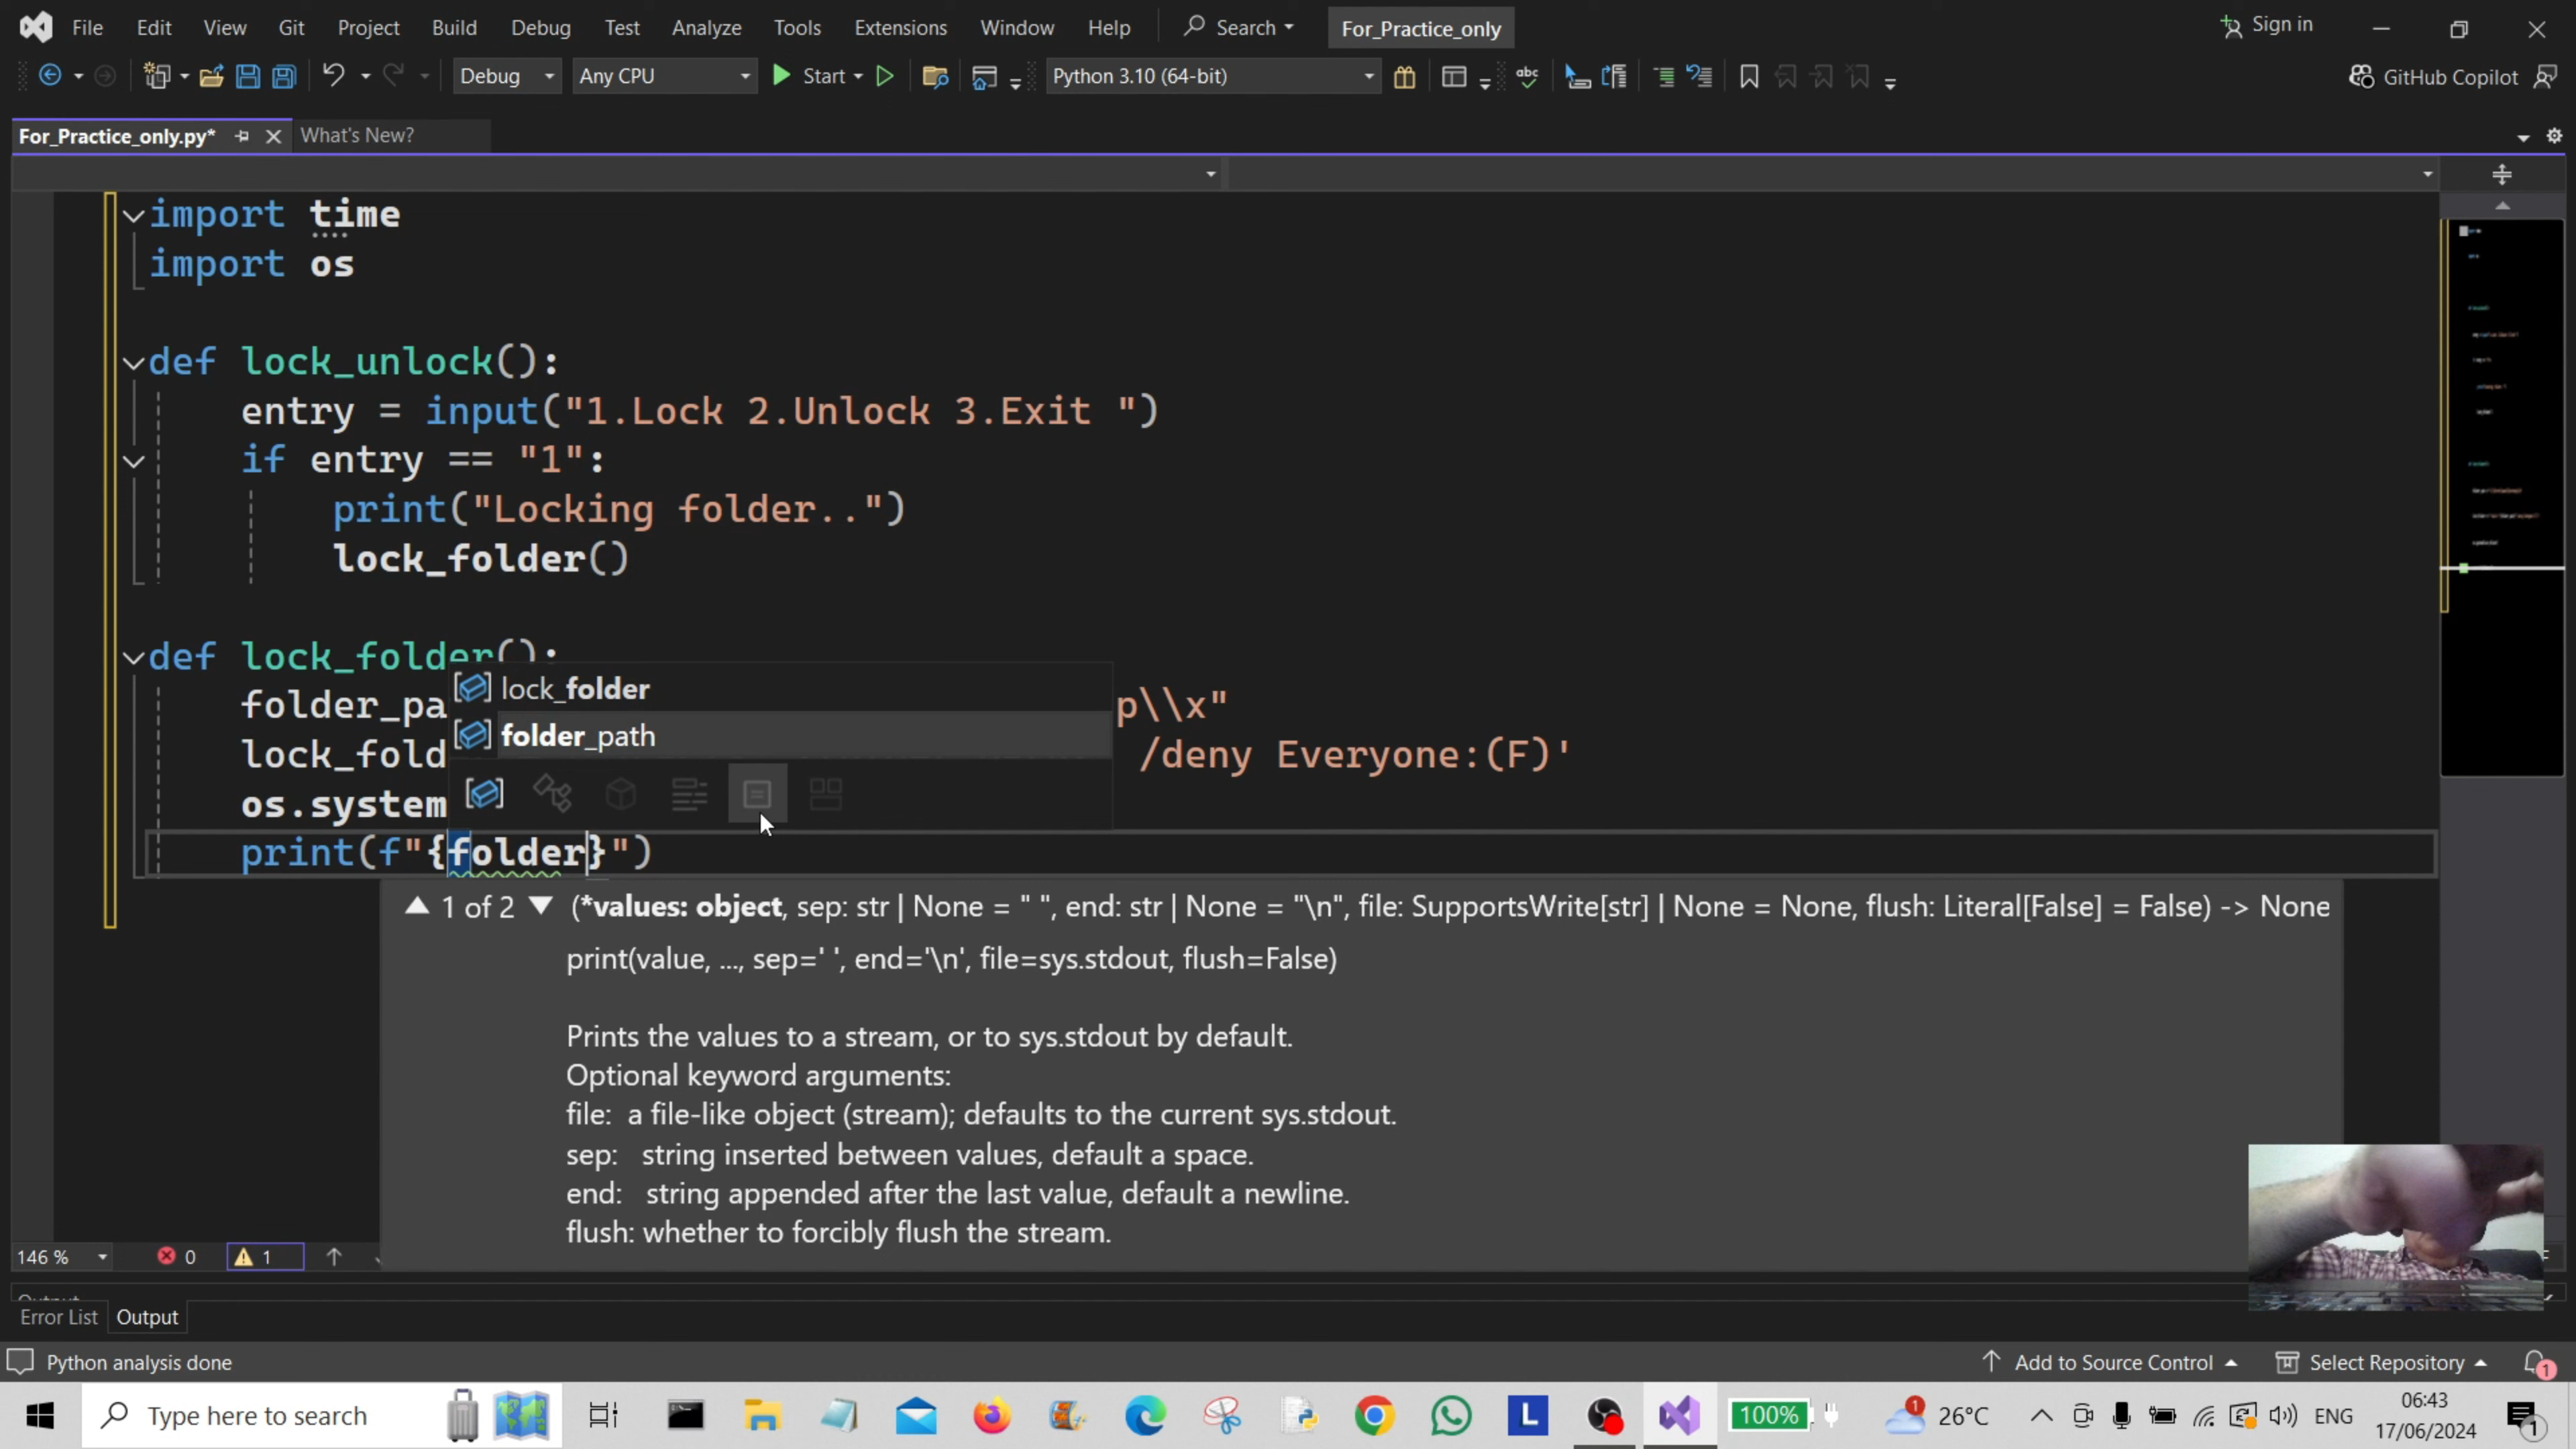 File Edit View Git Project Build Debug Test Analyze Tools Extensions Window Help Search For_Practice_only Sign in
Debug Any CPU Start Python 3.10 (64-bit) abc GitHub Copilot
For_Practice_only.py* What's New?
import time
import os
def lock_unlock():
entry = input("1.Lock 2.Unlock 3.Exit ")
if entry == "1":
print("Locking folder..")
lock_folder()
def lock_folder():
lock_folder
folder_pa p\\x"
folder_path
lock_fold /deny Everyone:(F)'
os.system
print(f"{folder}")
1 of 2 (*values: object, sep: str | None = " ", end: str | None = "\n", file: SupportsWrite[str] | None = None, flush: Literal[False] = False) -> None
print(value, ..., sep=' ', end='\n', file=sys.stdout, flush=False)
Prints the values to a stream, or to sys.stdout by default.
Optional keyword arguments:
file: a file-like object (stream); defaults to the current sys.stdout.
sep: string inserted between values, default a space.
end: string appended after the last value, default a newline.
flush: whether to forcibly flush the stream.
146 % 0 1
Output
Error List Output
Python analysis done Add to Source Control Select Repository 1
Type here to search L 100% 1 26°C ENG 06:43
17/06/2024 1